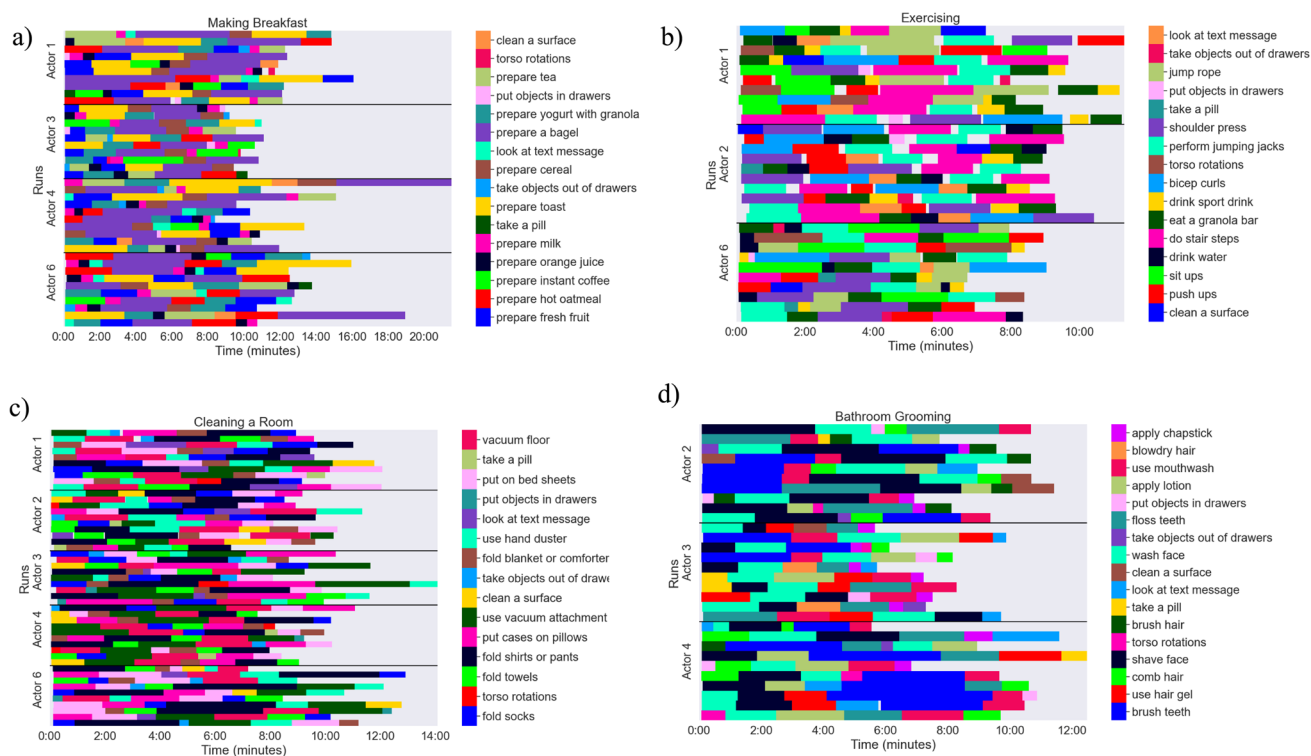 a)
Making Breakfast
Actor 1
Actor 3
Actor 4
Actor 6
Runs
0:00 2:00 4:00 6:00 8:00 10:00 12:00 14:00 16:00 18:00 20:00
Time (minutes)
clean a surface
torso rotations
prepare tea
put objects in drawers
prepare yogurt with granola
prepare a bagel
look at text message
prepare cereal
take objects out of drawers
prepare toast
take a pill
prepare milk
prepare orange juice
prepare instant coffee
prepare hot oatmeal
prepare fresh fruit
b)
Exercising
Actor 1
Actor 2
Actor 6
Runs
0:00 2:00 4:00 6:00 8:00 10:00
Time (minutes)
look at text message
take objects out of drawers
jump rope
put objects in drawers
take a pill
shoulder press
perform jumping jacks
torso rotations
bicep curls
drink sport drink
eat a granola bar
do stair steps
drink water
sit ups
push ups
clean a surface
c)
Cleaning a Room
Actor 1
Actor 2
Actor 3
Actor 4
Actor 6
Runs
0:00 2:00 4:00 6:00 8:00 10:00 12:00 14:00
Time (minutes)
vacuum floor
take a pill
put on bed sheets
put objects in drawers
look at text message
use hand duster
fold blanket or comforter
take objects out of drawe
clean a surface
use vacuum attachment
put cases on pillows
fold shirts or pants
fold towels
torso rotations
fold socks
d)
Bathroom Grooming
Actor 2
Actor 3
Actor 4
Runs
0:00 2:00 4:00 6:00 8:00 10:00 12:00
Time (minutes)
apply chapstick
blowdry hair
use mouthwash
apply lotion
put objects in drawers
floss teeth
take objects out of drawers
wash face
clean a surface
look at text message
take a pill
brush hair
torso rotations
shave face
comb hair
use hair gel
brush teeth